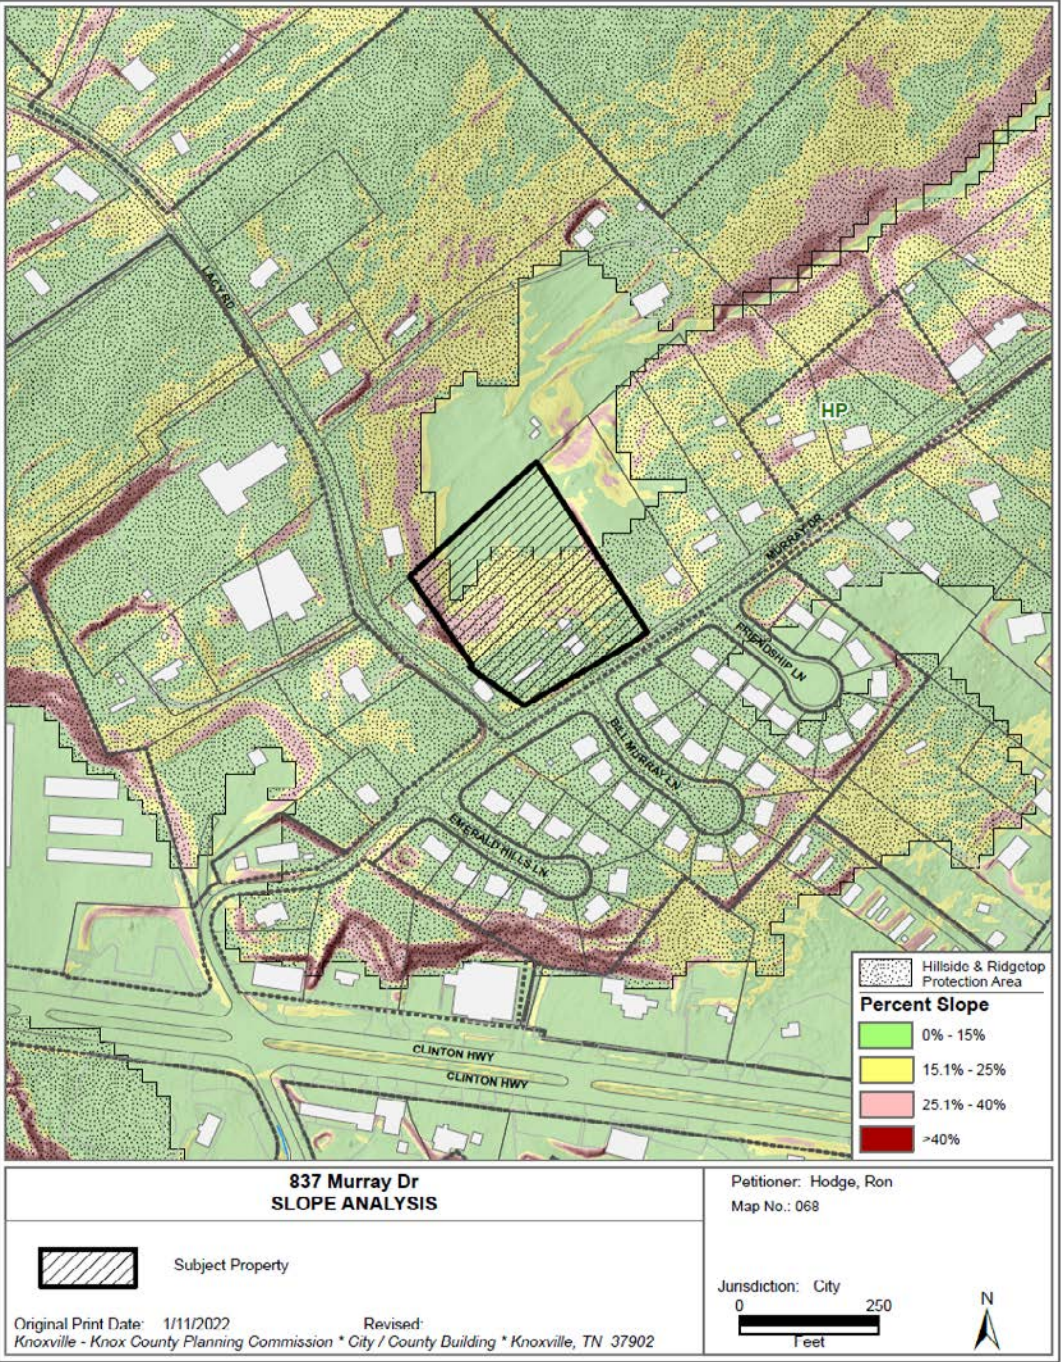 LACY RD
HP
MURRAY DR
FRIENDSHIP LN
BILL MURRAY LN
EMERALD HILLS LN
CLINTON HWY
CLINTON HWY
Hillside & Ridgetop
Protection Area
Percent Slope
0% - 15%
15.1% - 25%
25.1% - 40%
>40%
837 Murray Dr
SLOPE ANALYSIS
Subject Property
Original Print Date: 1/11/2022 Revised:
Knoxville - Knox County Planning Commission * City / County Building * Knoxville, TN 37902
Petitioner: Hodge, Ron
Map No.: 068
Jurisdiction: City
0 250
Feet
N